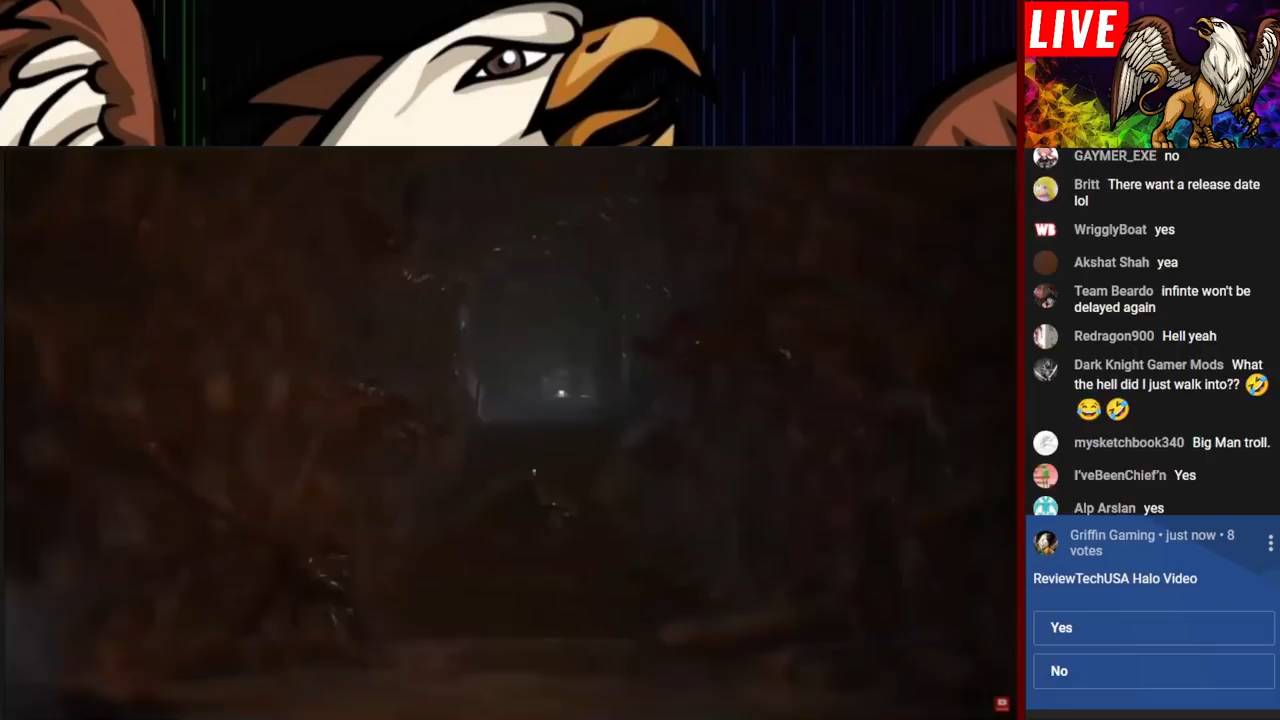 LIVE
GAYMER_EXE no
Britt There want a release date
lol
WrigglyBoat yes
WB
Akshat Shah yea
Team Beardo infinte won't be
delayed again
Redragon900 Hell yeah
Dark Knight Gamer Mods What
the hell did I just walk into?? 🤣
😂 🤣
mysketchbook340 Big Man troll.
I'veBeenChief'n Yes
Alp Arslan yes
Griffin Gaming • just now • 8
votes
ReviewTechUSA Halo Video
Yes
No